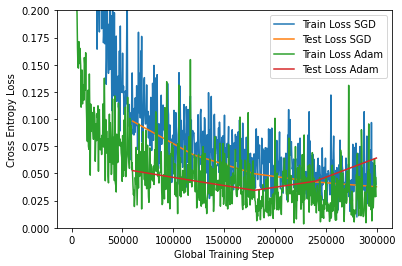 0.200
0.175
0.150
0.125
0.100
0.075
0.050
0.025
0.000
Cross Entropy Loss
Train Loss SGD
Test Loss SGD
Train Loss Adam
Test Loss Adam
0 50000 100000 150000 200000 250000 300000
Global Training Step